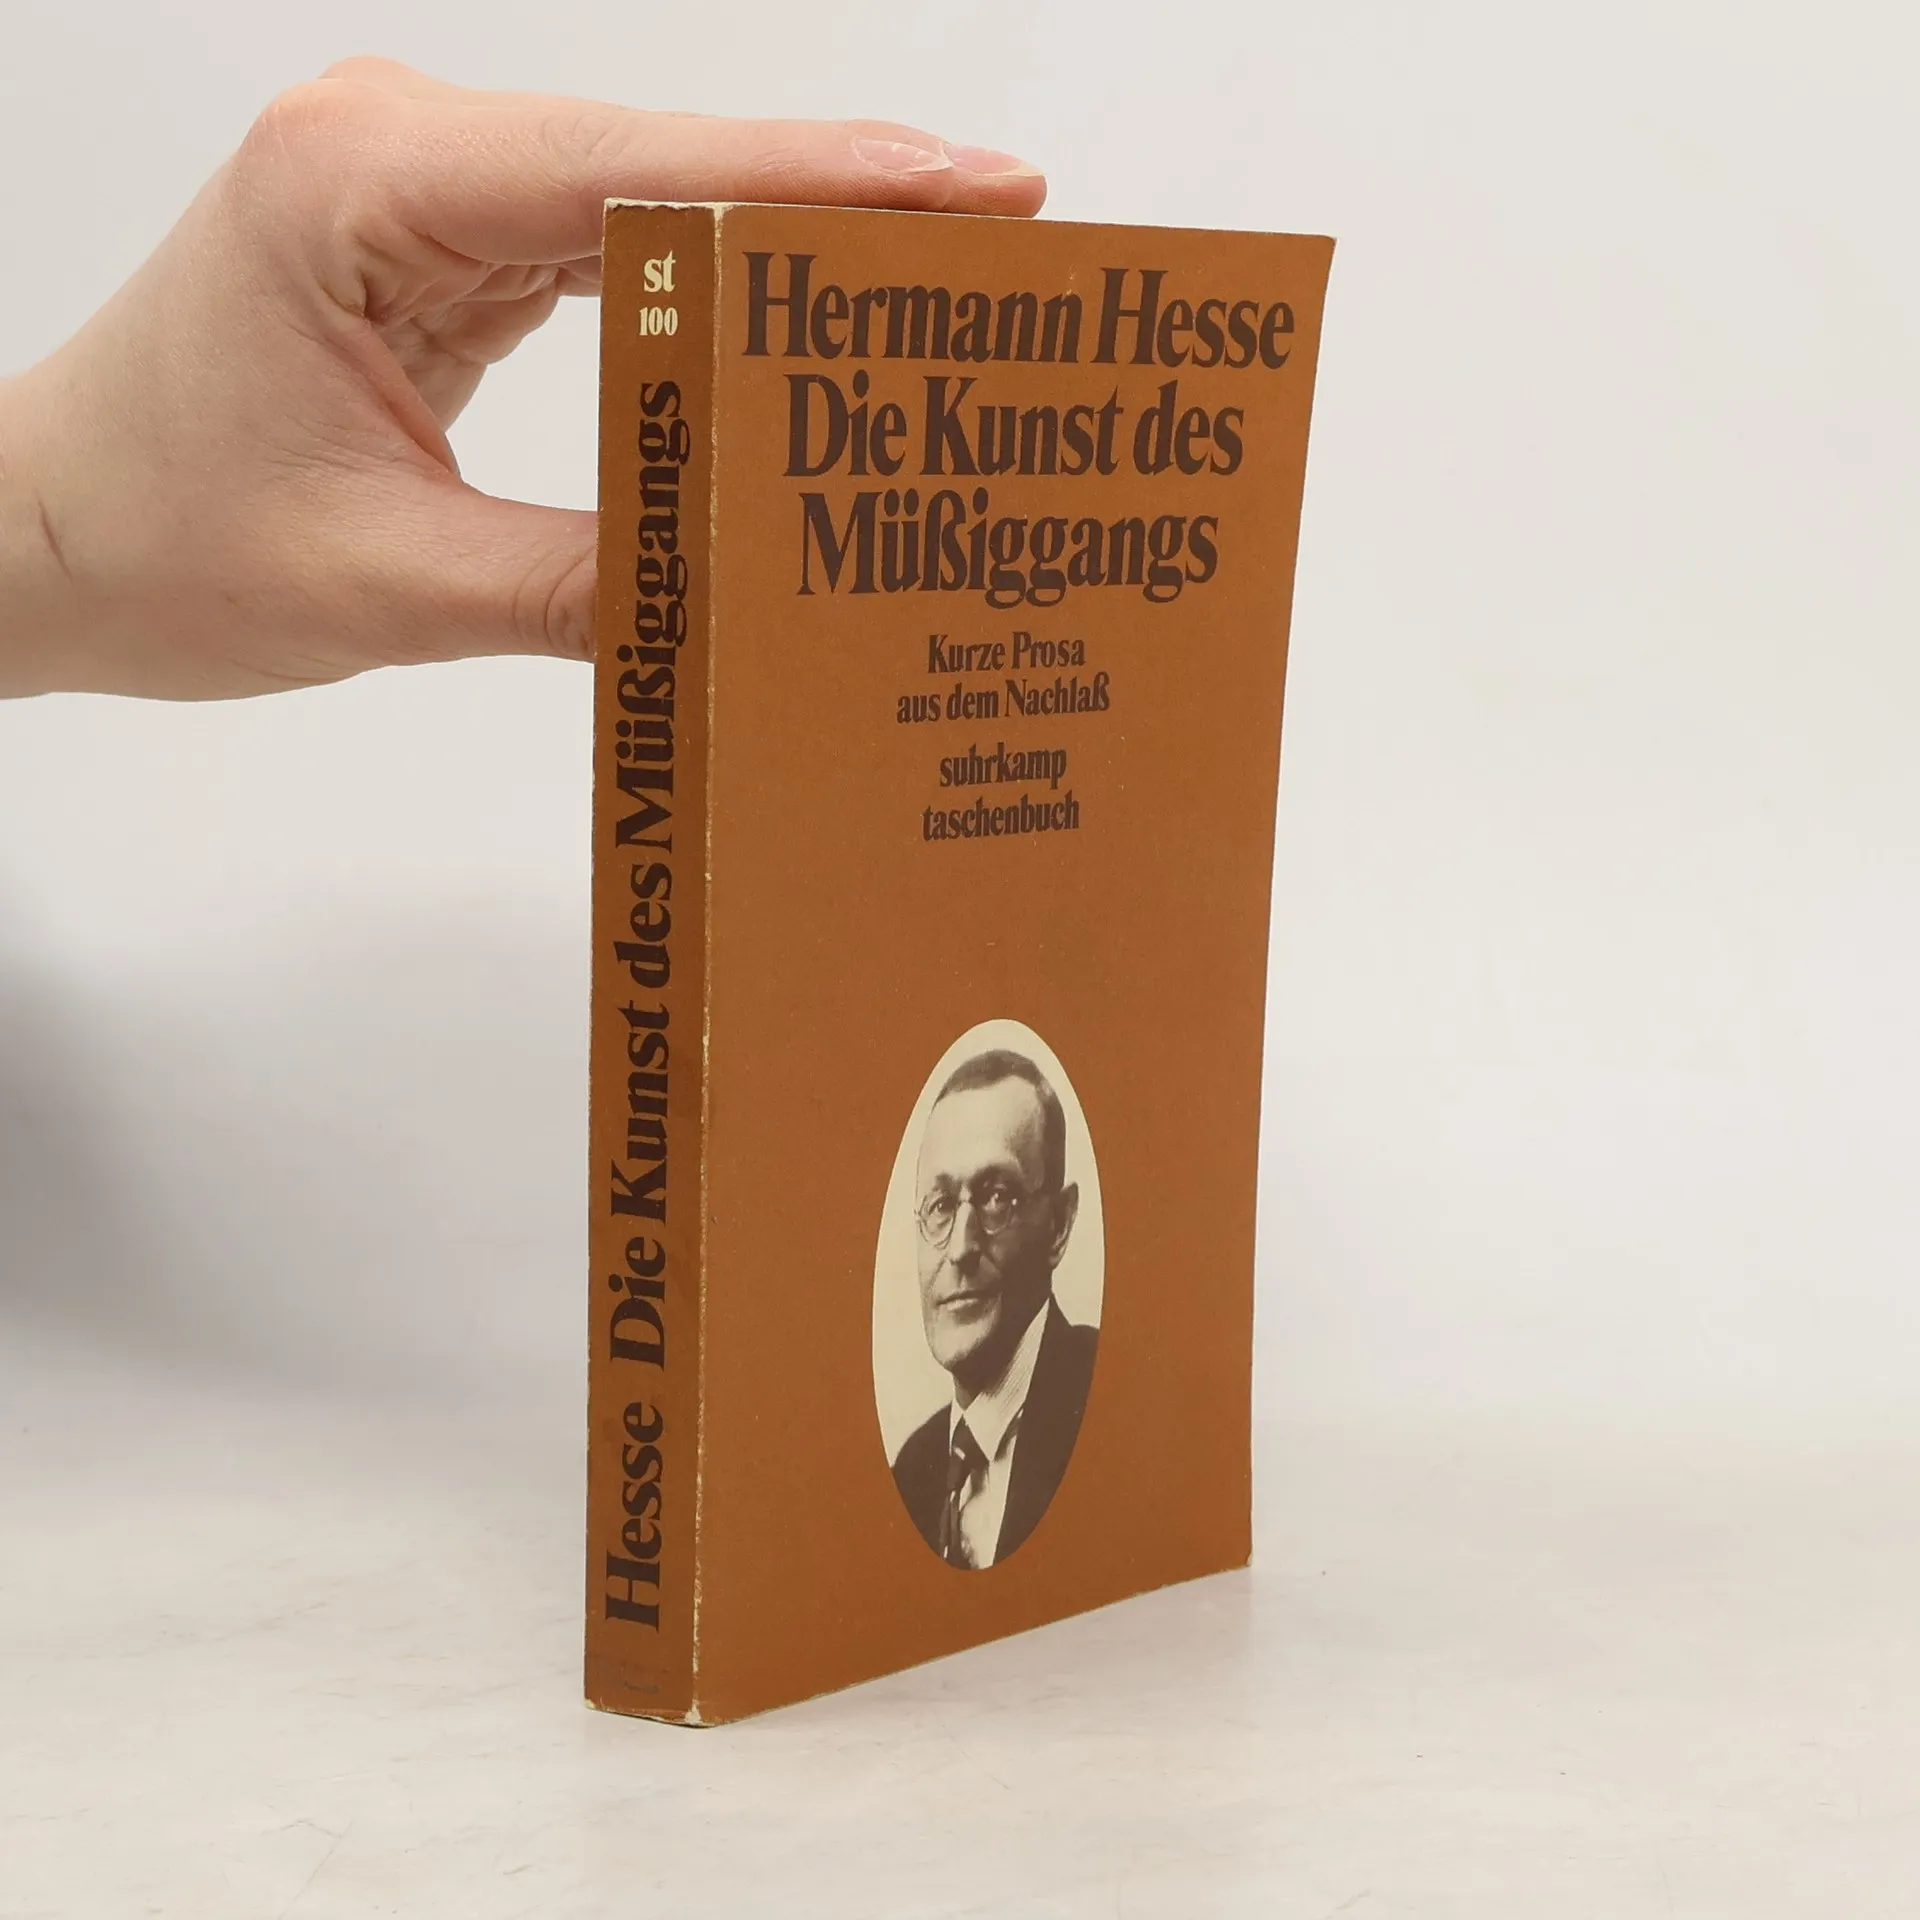 st
100
Hesse Die Kunst des Müßiggangs
Hermann Hesse
Die Kunst des
Müßiggangs
Kurze Prosa
aus dem Nachlaß
suhrkamp
taschenbuch